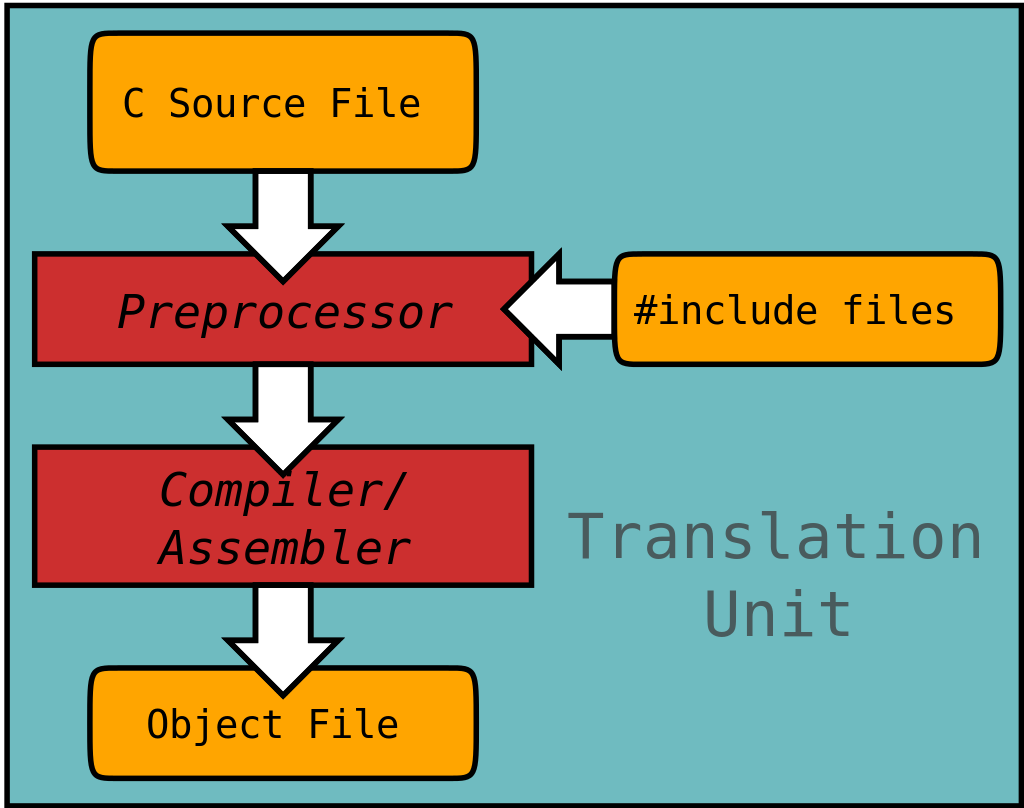 C Source File
Preprocessor
#include files
Compiler/
Assembler
Translation
Unit
Object File